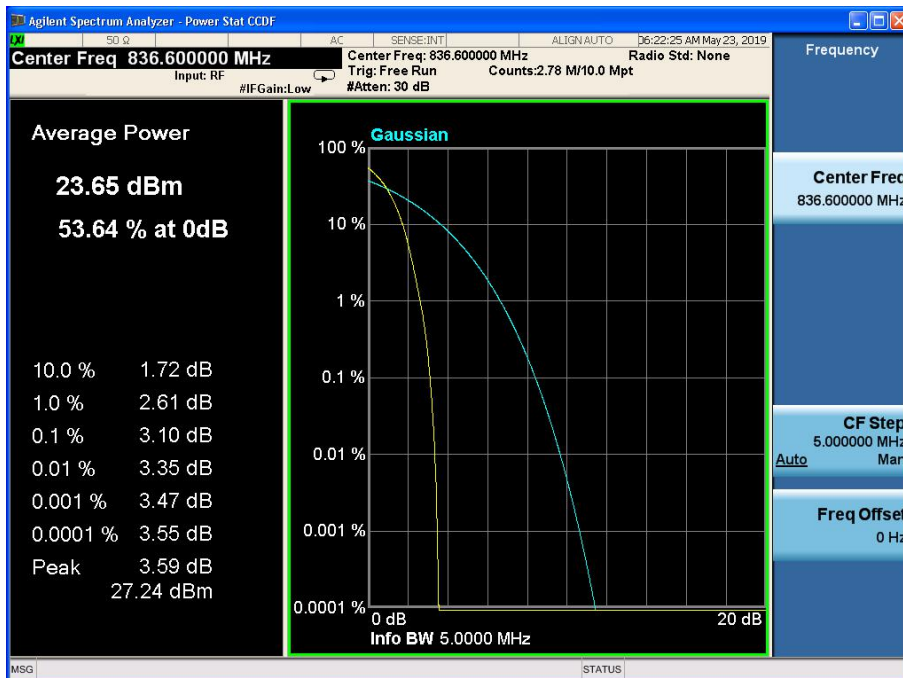 Agilent Spectrum Analyzer - Power Stat CCDF
LXI 50 Ω AC SENSE:INT ALIGN AUTO 06:22:25 AM May 23, 2019
Center Freq 836.600000 MHz
Input: RF
#IFGain:Low
Center Freq: 836.600000 MHz Radio Std: None
Trig: Free Run Counts:2.78 M/10.0 Mpt
#Atten: 30 dB
Average Power
23.65 dBm
53.64 % at 0dB
10.0 % 1.72 dB
1.0 % 2.61 dB
0.1 % 3.10 dB
0.01 % 3.35 dB
0.001 % 3.47 dB
0.0001 % 3.55 dB
Peak 3.59 dB
27.24 dBm
Gaussian
100 %
10 %
1 %
0.1 %
0.01 %
0.001 %
0.0001 %
0 dB 20 dB
Info BW 5.0000 MHz
Frequency
Center Freq
836.600000 MHz
CF Step
5.000000 MHz
Auto Man
Freq Offset
0 Hz
MSG STATUS